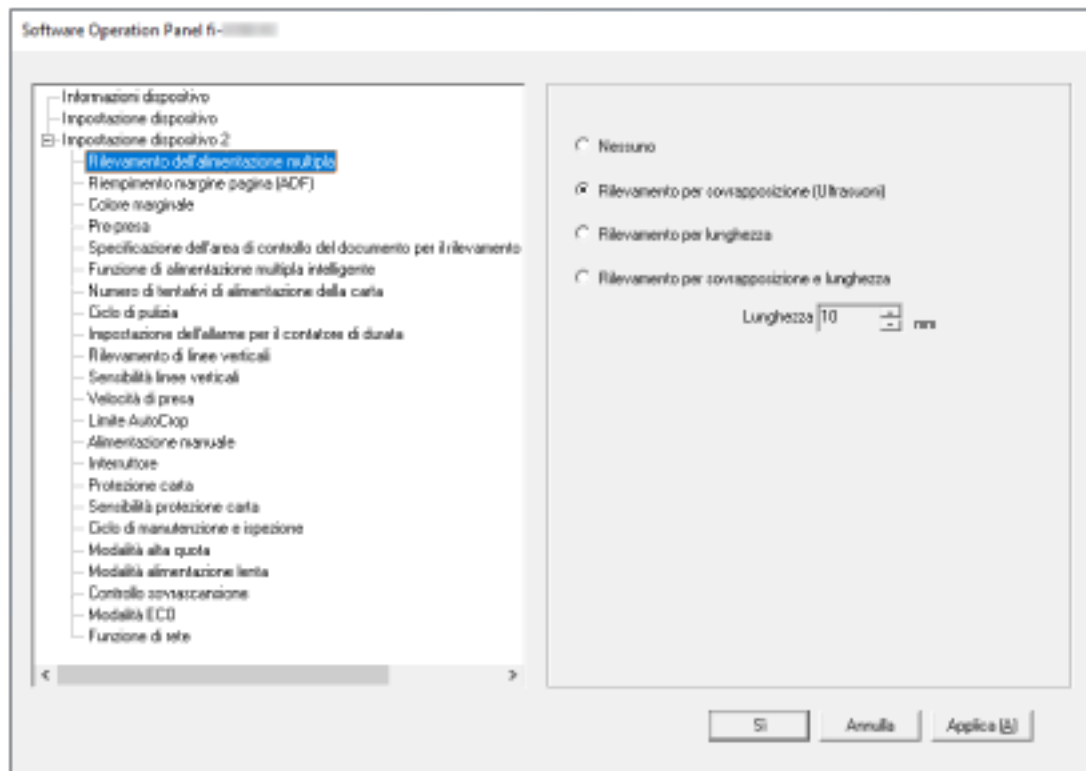 Software Operation Panel fi-
Informazioni dispositivo
Impostazione dispositivo
Impostazione dispositivo 2
Rilevamento dell'alimentazione multipla
Riempimento margine pagina (ADF)
Colore marginale
Pre-presa
Specificazione dell'area di controllo del documento per il rilevamento
Funzione di alimentazione multipla intelligente
Numero di tentativi di alimentazione della carta
Ciclo di pulizia
Impostazione dell'allarme per il contatore di durata
Rilevamento di linee verticali
Sensibilità linee verticali
Velocità di presa
Limite AutoCrop
Alimentazione manuale
Interruttore
Protezione carta
Sensibilità protezione carta
Ciclo di manutenzione e ispezione
Modalità alta quota
Modalità alimentazione lenta
Controllo sovrascansione
Modalità ECO
Funzione di rete
Nessuno
Rilevamento per sovrapposizione (Ultrasuoni)
Rilevamento per lunghezza
Rilevamento per sovrapposizione e lunghezza
Lunghezza 10 mm
Sì Annulla Applica (A)